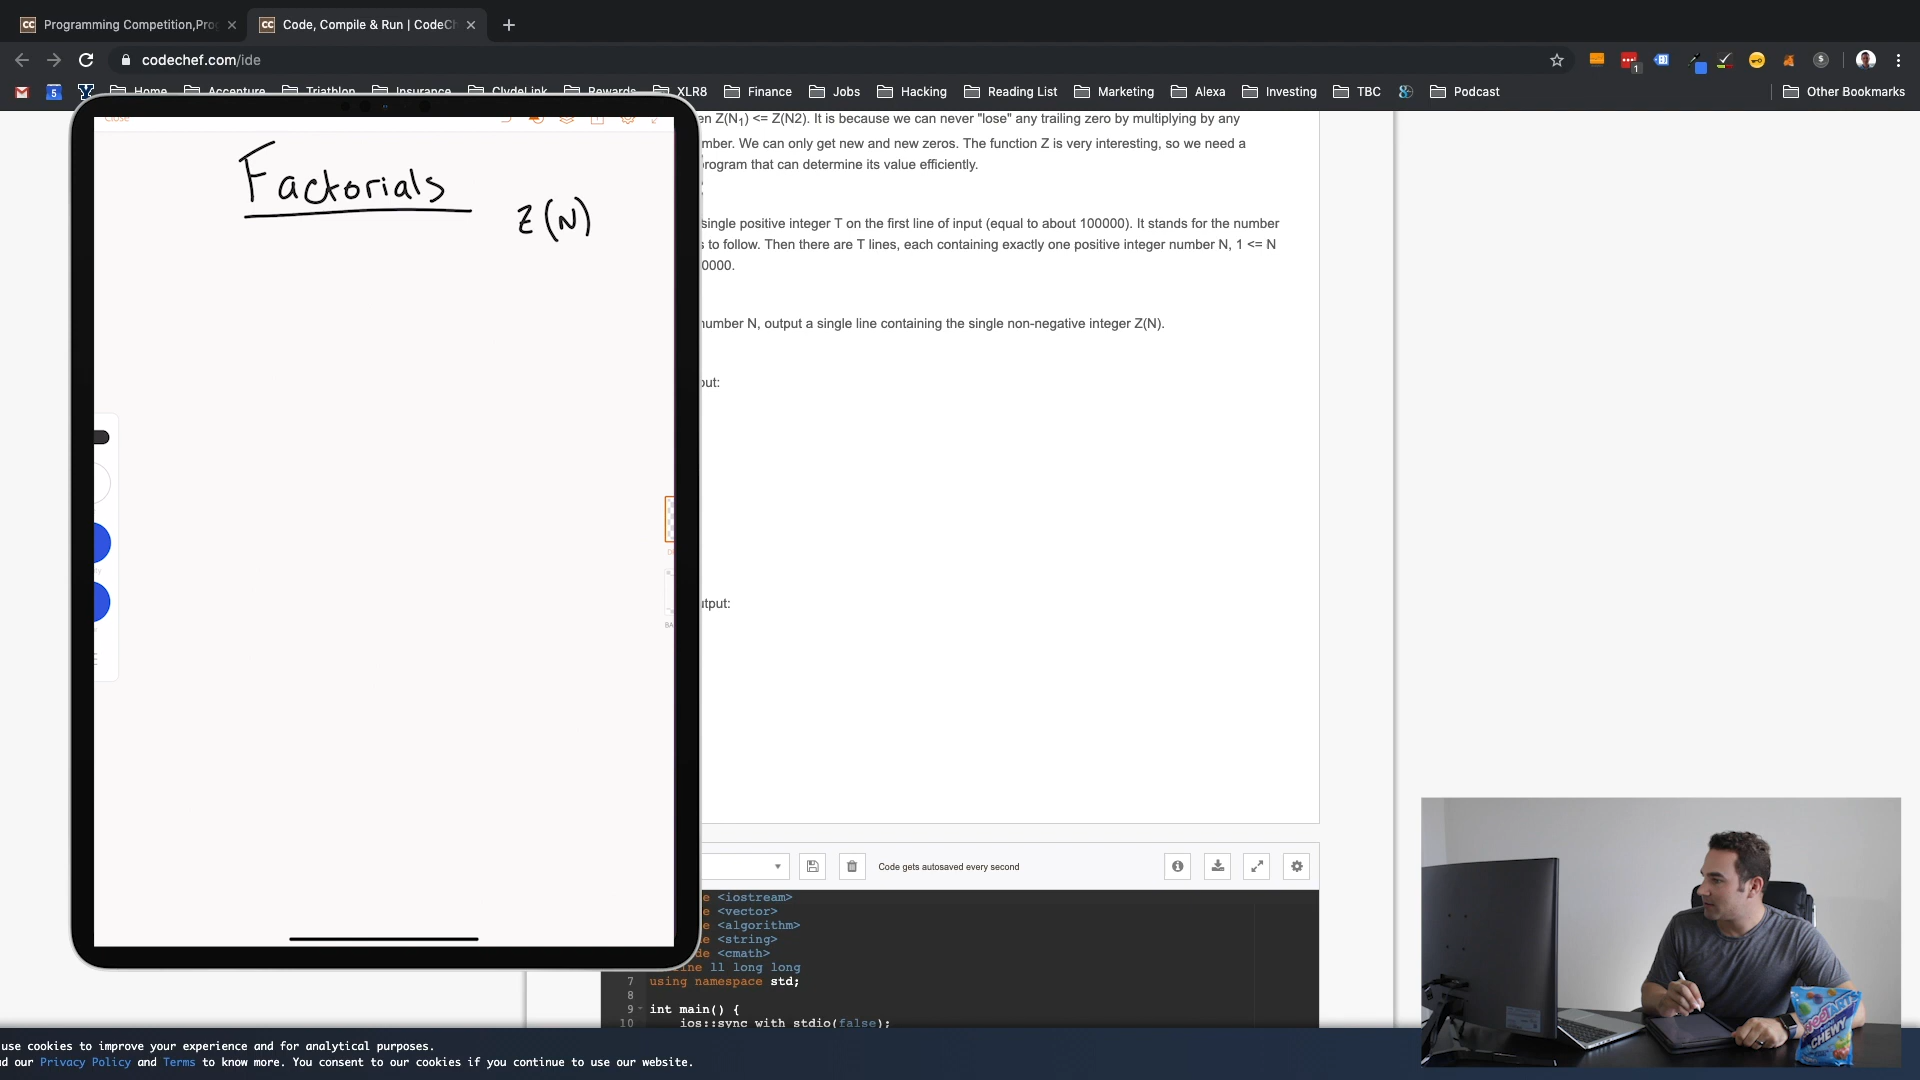 Programming Competition,Pro
Code, Compile & Run | CodeCh
codechef.com/ide
Home Accenture Triathlon Insurance ClydeLink Rewards XLR8 Finance Jobs Hacking Reading List Marketing Alexa Investing TBC Podcast Other Bookmarks
Close
Factorials
Z(N)
en Z(N1) <= Z(N2). It is because we can never "lose" any trailing zero by multiplying by any
mber. We can only get new and new zeros. The function Z is very interesting, so we need a
program that can determine its value efficiently.
single positive integer T on the first line of input (equal to about 100000). It stands for the number
s to follow. Then there are T lines, each containing exactly one positive integer number N, 1 <= N
0000.
number N, output a single line containing the single non-negative integer Z(N).
put:
utput:
Code gets autosaved every second
e <iostream>
e <vector>
e <algorithm>
e <string>
de <cmath>
ine ll long long
7 using namespace std;
8
9 int main() {
10 ios::sync_with_stdio(false);
use cookies to improve your experience and for analytical purposes.
d our Privacy Policy and Terms to know more. You consent to our cookies if you continue to use our website.
SweeTARTS
CHEWY